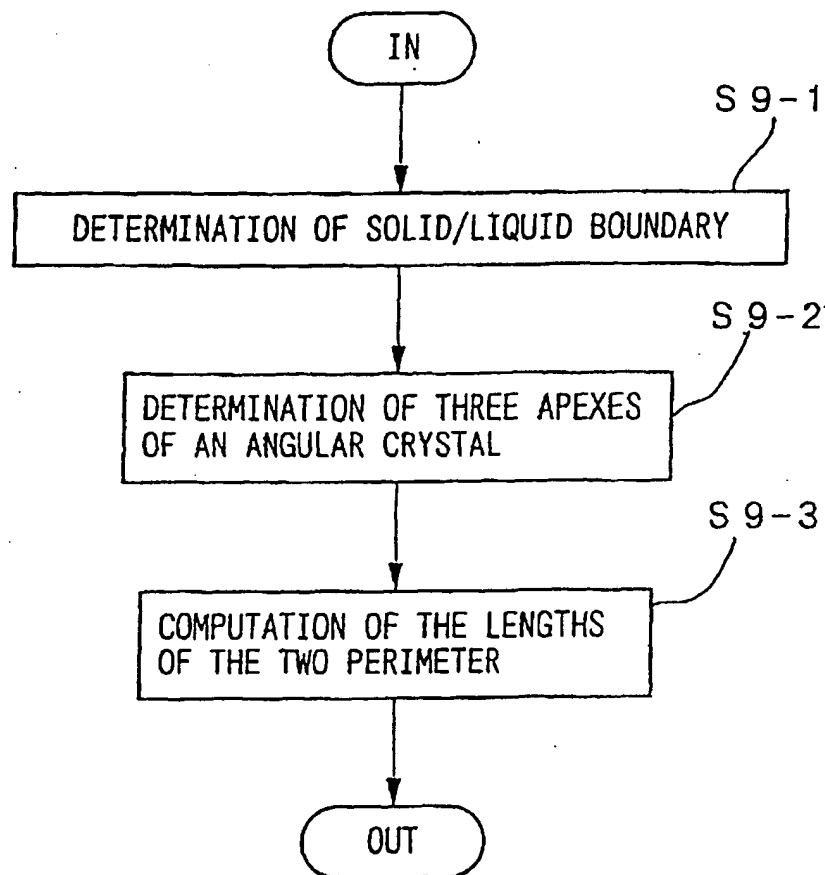 IN
S 9-1
DETERMINATION OF SOLID/LIQUID BOUNDARY
S 9-2
DETERMINATION OF THREE APEXES
OF AN ANGULAR CRYSTAL
S 9-3
COMPUTATION OF THE LENGTHS
OF THE TWO PERIMETER
OUT